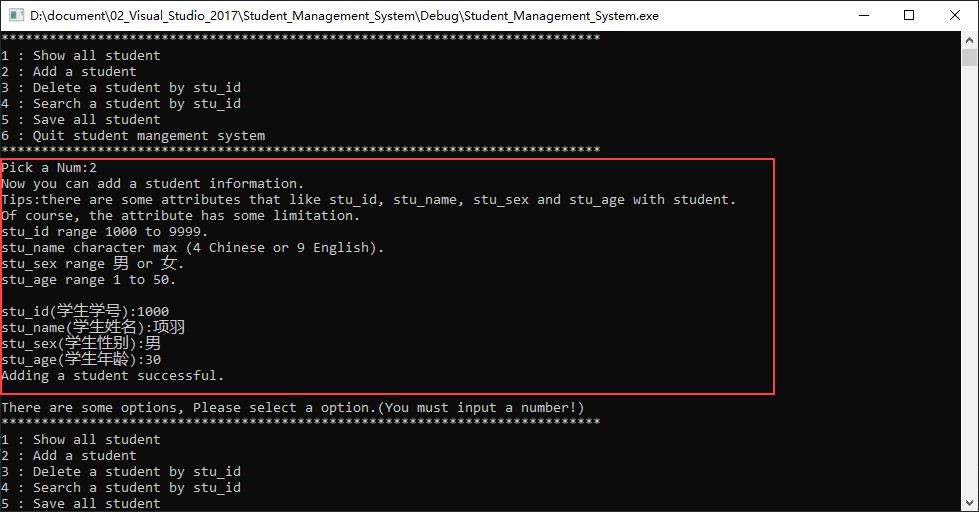 D:\document\02_Visual_Studio_2017\Student_Management_System\Debug\Student_Management_System.exe
***************************************************************************
1 : Show all student
2 : Add a student
3 : Delete a student by stu_id
4 : Search a student by stu_id
5 : Save all student
6 : Quit student mangement system
***************************************************************************
Pick a Num:2
Now you can add a student information.
Tips:there are some attributes that like stu_id, stu_name, stu_sex and stu_age with student.
Of course, the attribute has some limitation.
stu_id range 1000 to 9999.
stu_name character max (4 Chinese or 9 English).
stu_sex range 男 or 女.
stu_age range 1 to 50.
stu_id(学生学号):1000
stu_name(学生姓名):项羽
stu_sex(学生性别):男
stu_age(学生年龄):30
Adding a student successful.
There are some options, Please select a option.(You must input a number!)
***************************************************************************
1 : Show all student
2 : Add a student
3 : Delete a student by stu_id
4 : Search a student by stu_id
5 : Save all student